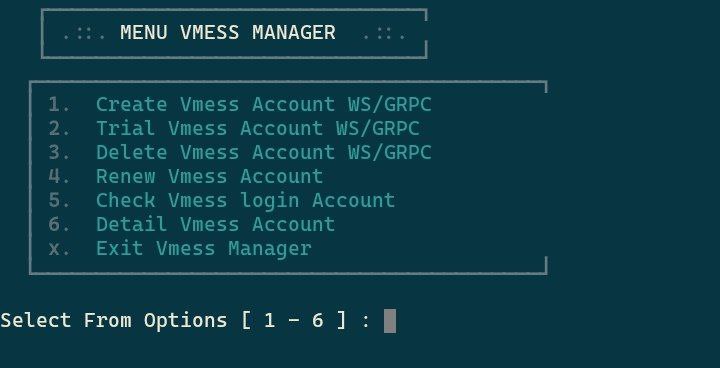 .::. MENU VMESS MANAGER .::.
1. Create Vmess Account WS/GRPC
2. Trial Vmess Account WS/GRPC
3. Delete Vmess Account WS/GRPC
4. Renew Vmess Account
5. Check Vmess login Account
6. Detail Vmess Account
x. Exit Vmess Manager
Select From Options [ 1 - 6 ] :